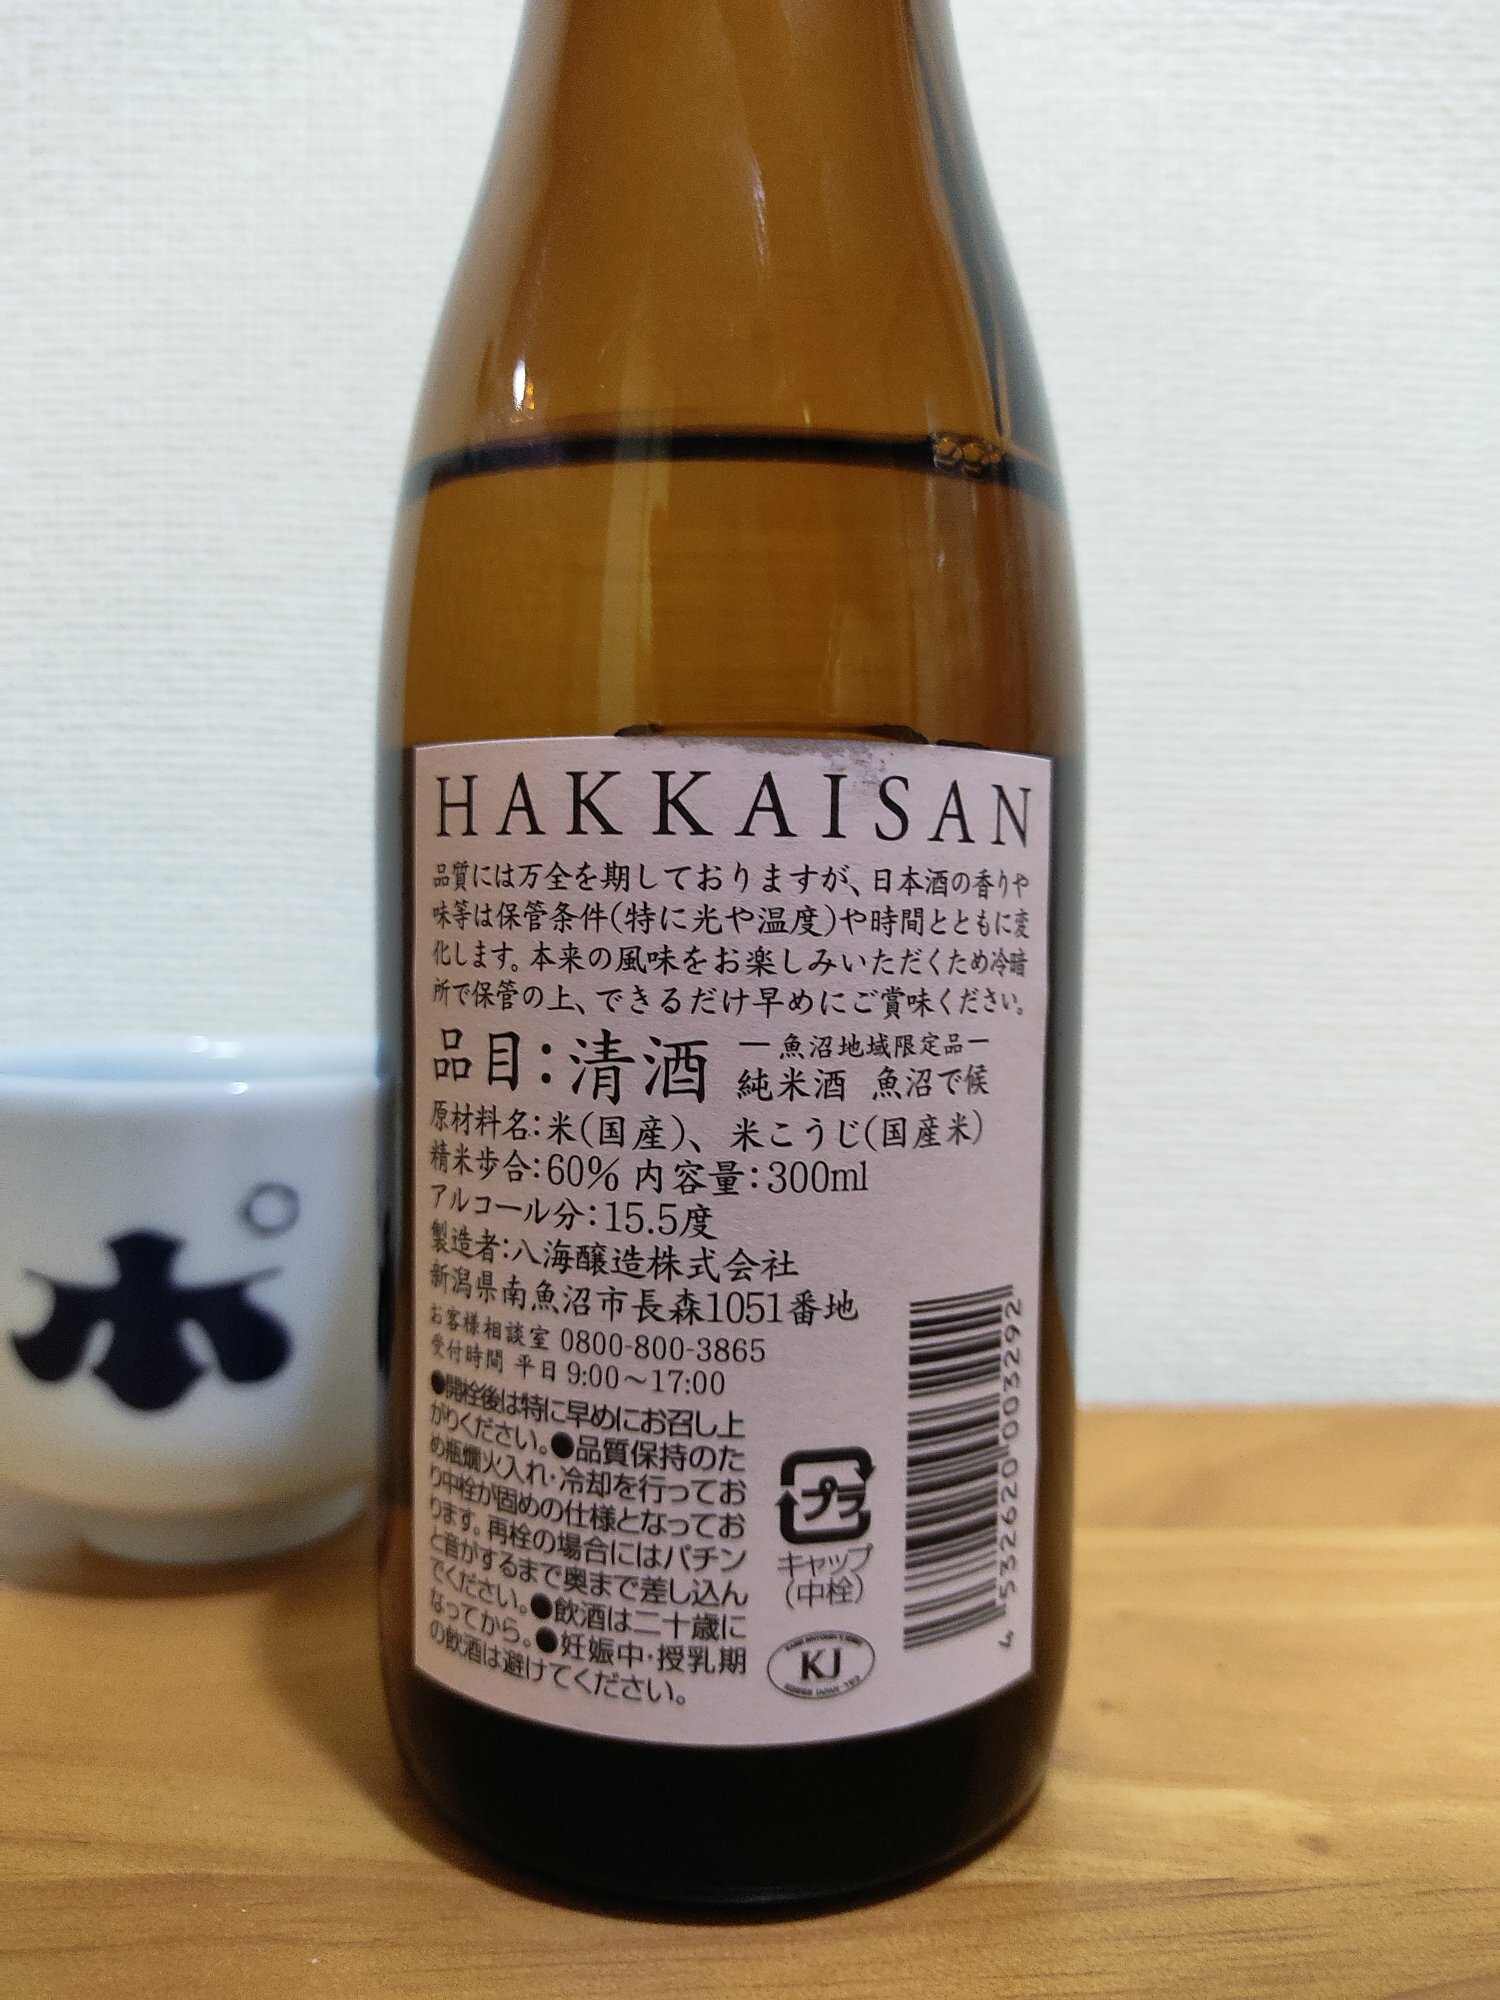 HAKKAISAN
品質には万全を期しておりますが、日本酒の香りや
味等は保管条件(特に光や温度)や時間とともに変
化します。本来の風味をお楽しみいただくため冷暗
所で保管の上、できるだけ早めにご賞味ください。
品目:清酒
－魚沼地域限定品－
純米酒 魚沼で候
原材料名:米(国産)、米こうじ(国産米)
精米歩合:60% 内容量:300ml
アルコール分:15.5度
製造者:八海醸造株式会社
新潟県南魚沼市長森1051番地
お客様相談室 0800-800-3865
受付時間 平日 9:00～17:00
●開栓後は特に早めにお召し上
がりください。●品質保持のた
め瓶燗火入れ・冷却を行ってお
り中栓が固めの仕様となってお
ります。再栓の場合にはパチン
と音がするまで奥まで差し込ん
でください。●飲酒は二十歳に
なってから。●妊娠中・授乳期
の飲酒は避けてください。
プラ
キャップ
(中栓)
KJ
4 532620 003292